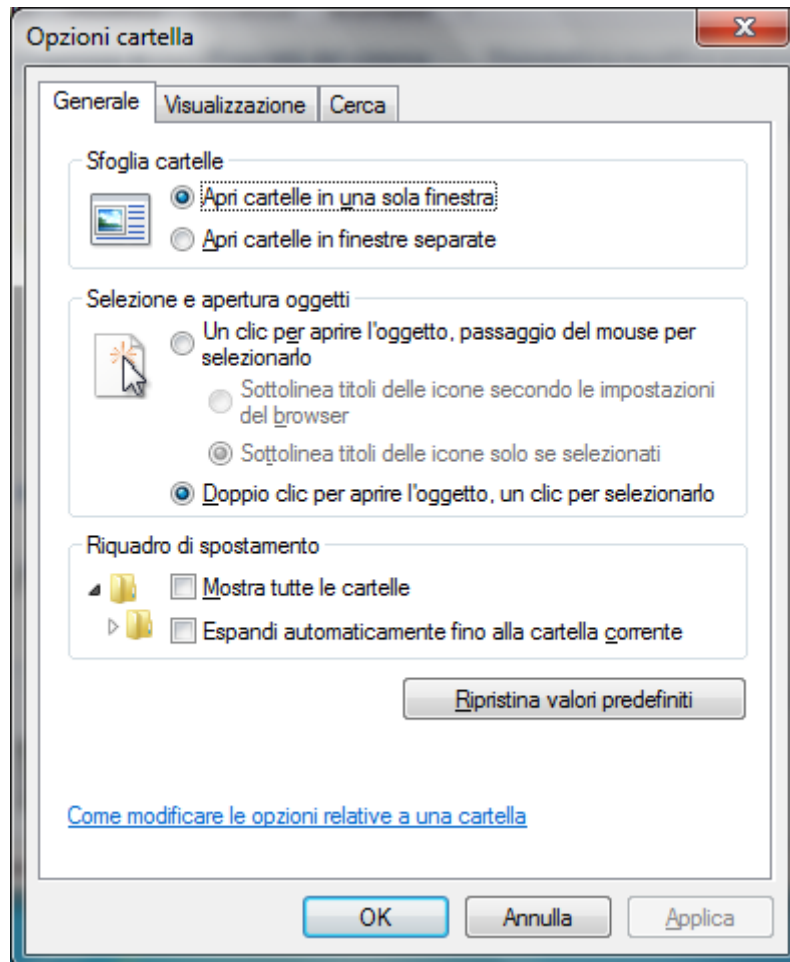 Opzioni cartella
Generale
Visualizzazione
Cerca
Sfoglia cartelle
Apri cartelle in una sola finestra
Apri cartelle in finestre separate
Selezione e apertura oggetti
Un clic per aprire l'oggetto, passaggio del mouse per
selezionarlo
Sottolinea titoli delle icone secondo le impostazioni
del browser
Sottolinea titoli delle icone solo se selezionati
Doppio clic per aprire l'oggetto, un clic per selezionarlo
Riquadro di spostamento
Mostra tutte le cartelle
Espandi automaticamente fino alla cartella corrente
Ripristina valori predefiniti
Come modificare le opzioni relative a una cartella
OK
Annulla
Applica